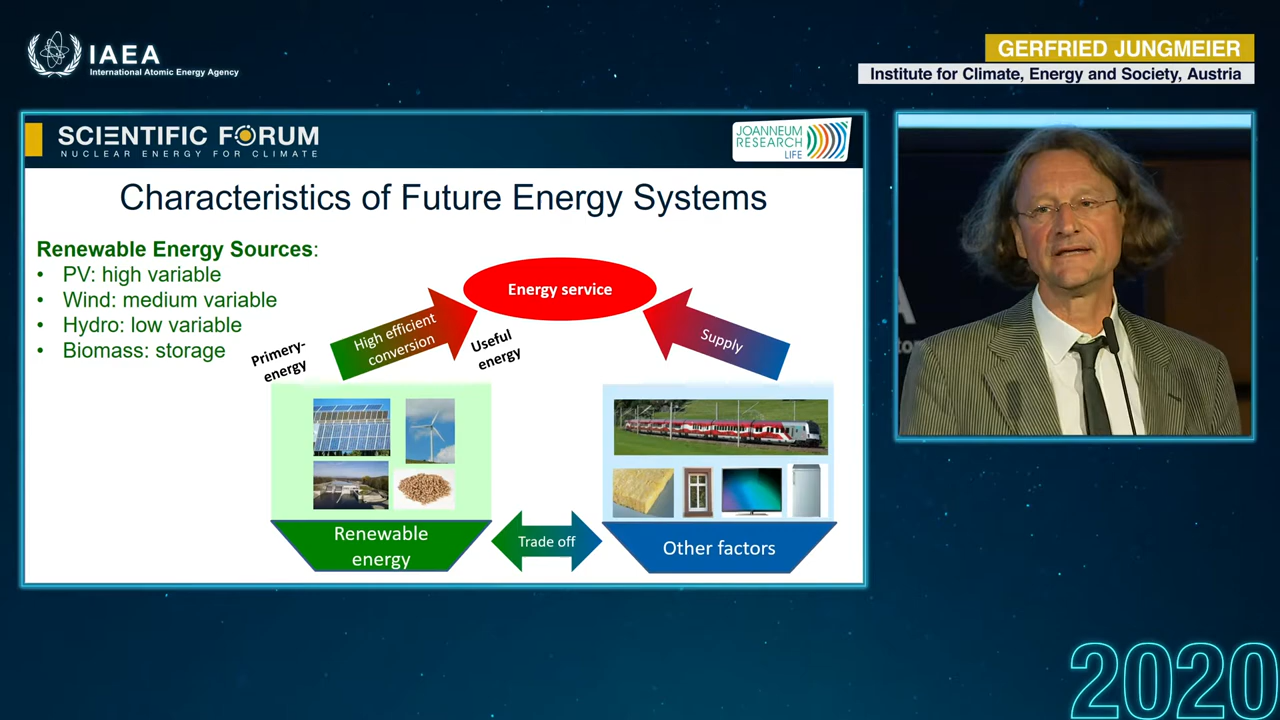 IAEA
International Atomic Energy Agency
GERFRIED JUNGMEIER
Institute for Climate, Energy and Society, Austria
SCIENTIFIC FORUM
NUCLEAR ENERGY FOR CLIMATE
JOANNEUM
RESEARCH
LIFE
Characteristics of Future Energy Systems
Renewable Energy Sources:
• PV: high variable
• Wind: medium variable
• Hydro: low variable
• Biomass: storage
Energy service
High efficient
conversion
Primery-
energy
Useful
energy
Supply
Renewable
energy
Trade off
Other factors
2020